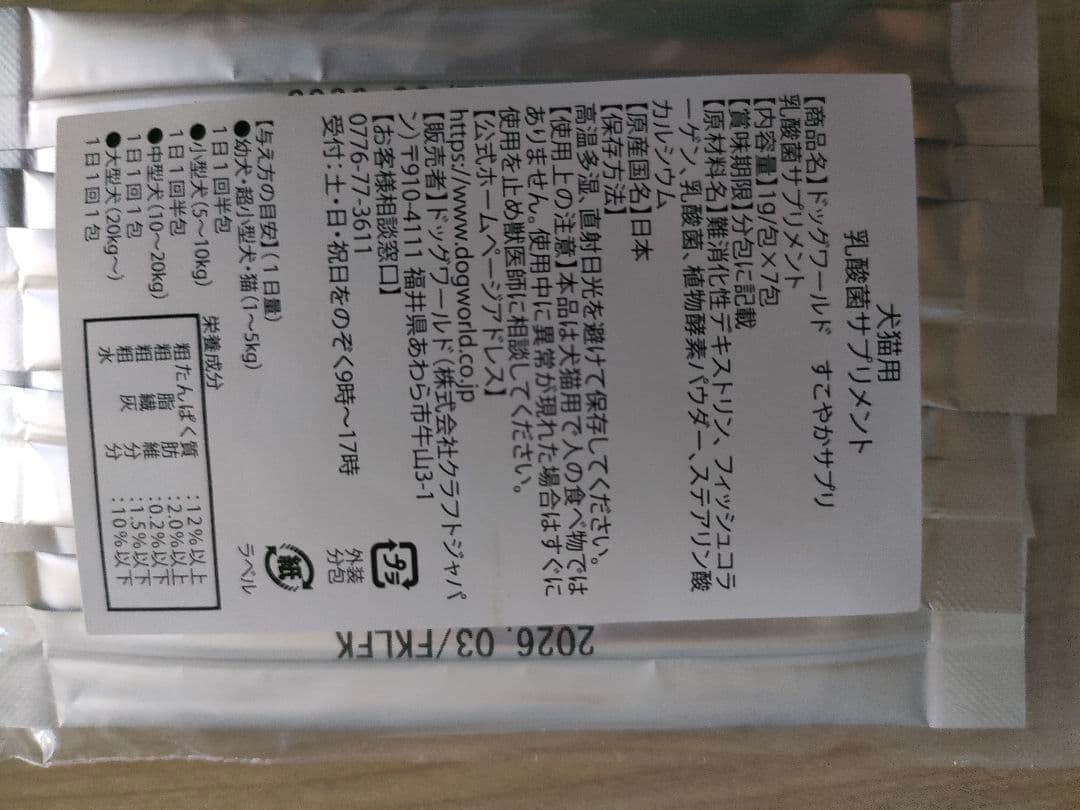 犬猫用
乳酸菌サプリメント
【商品名】ドッグワールド すこやかサプリ
乳酸菌サプリメント
【内容量】1g/包×7包
【賞味期限】分包に記載
【原材料名】難消化性デキストリン、フィッシュコラ
ーゲン、乳酸菌、植物酵素パウダー、ステアリン酸
カルシウム
【原産国名】日本
【保存方法】
高温多湿、直射日光を避けて保存してください。
【使用上の注意】本品は犬猫用で人の食べ物では
ありません。使用中に異常が現れた場合はすぐに
使用を止め獣医師に相談してください。
【公式ホームページアドレス】
https://www.dogworld.co.jp
【販売者】ドッグワールド(株式会社クラフトジャパ
ン)〒910-4111 福井県あわら市牛山3-1
【お客様相談窓口】
0776-77-3611
受付:土・日・祝日をのぞく9時～17時
プラ
外装
分包
紙
ラベル
【与え方の目安】(1日量)
●幼犬、超小型犬・猫(1～5kg)
1日1回半包
●小型犬(5～10kg)
1日1回半包
●中型犬(10～20kg)
1日1回1包
●大型犬(20kg～)
1日1回1包
栄養成分
粗たんぱく質:12%以上
粗脂肪:2.0%以上
粗繊維:0.2%以下
粗灰分:1.5%以下
水分:10%以下
2026. 03/FKLFK